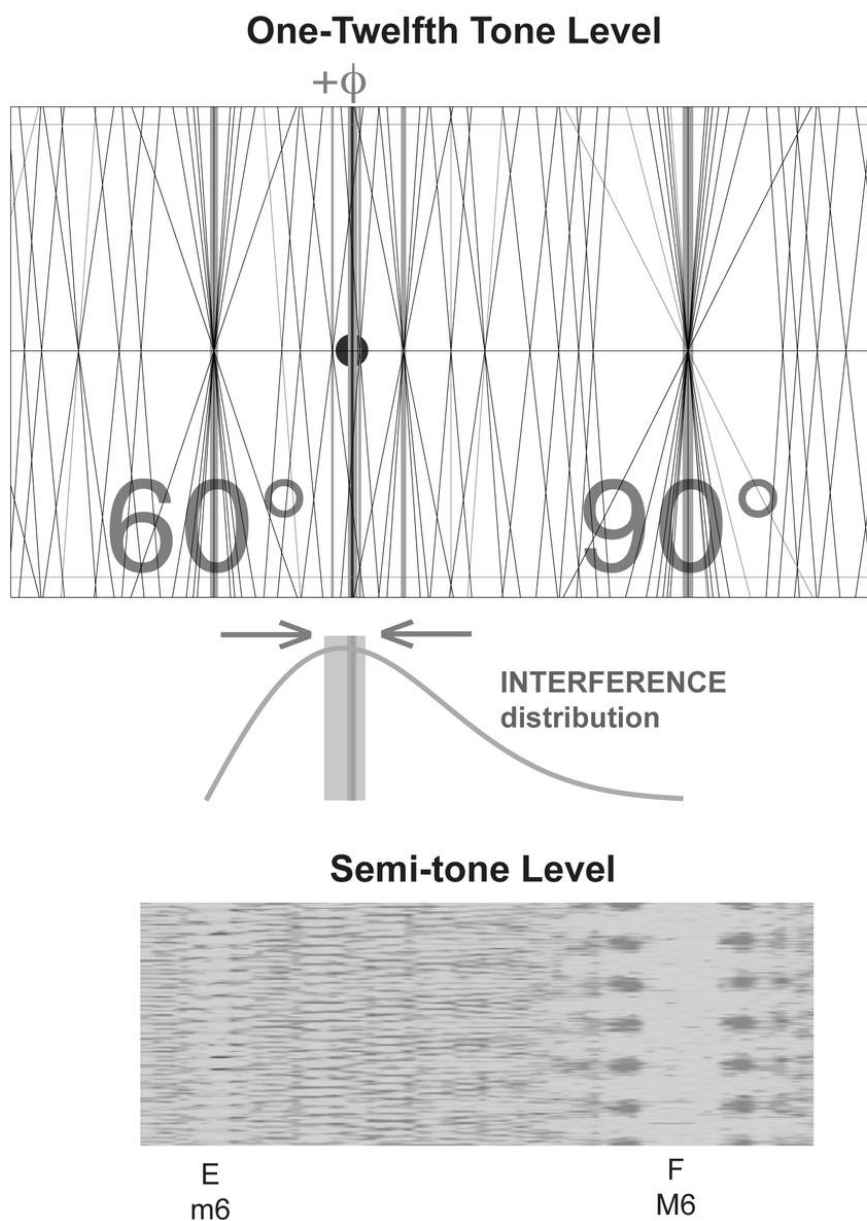 One-Twelfth Tone Level
+ϕ
60° 90°
INTERFERENCE
distribution
Semi-tone Level
E F
m6 M6